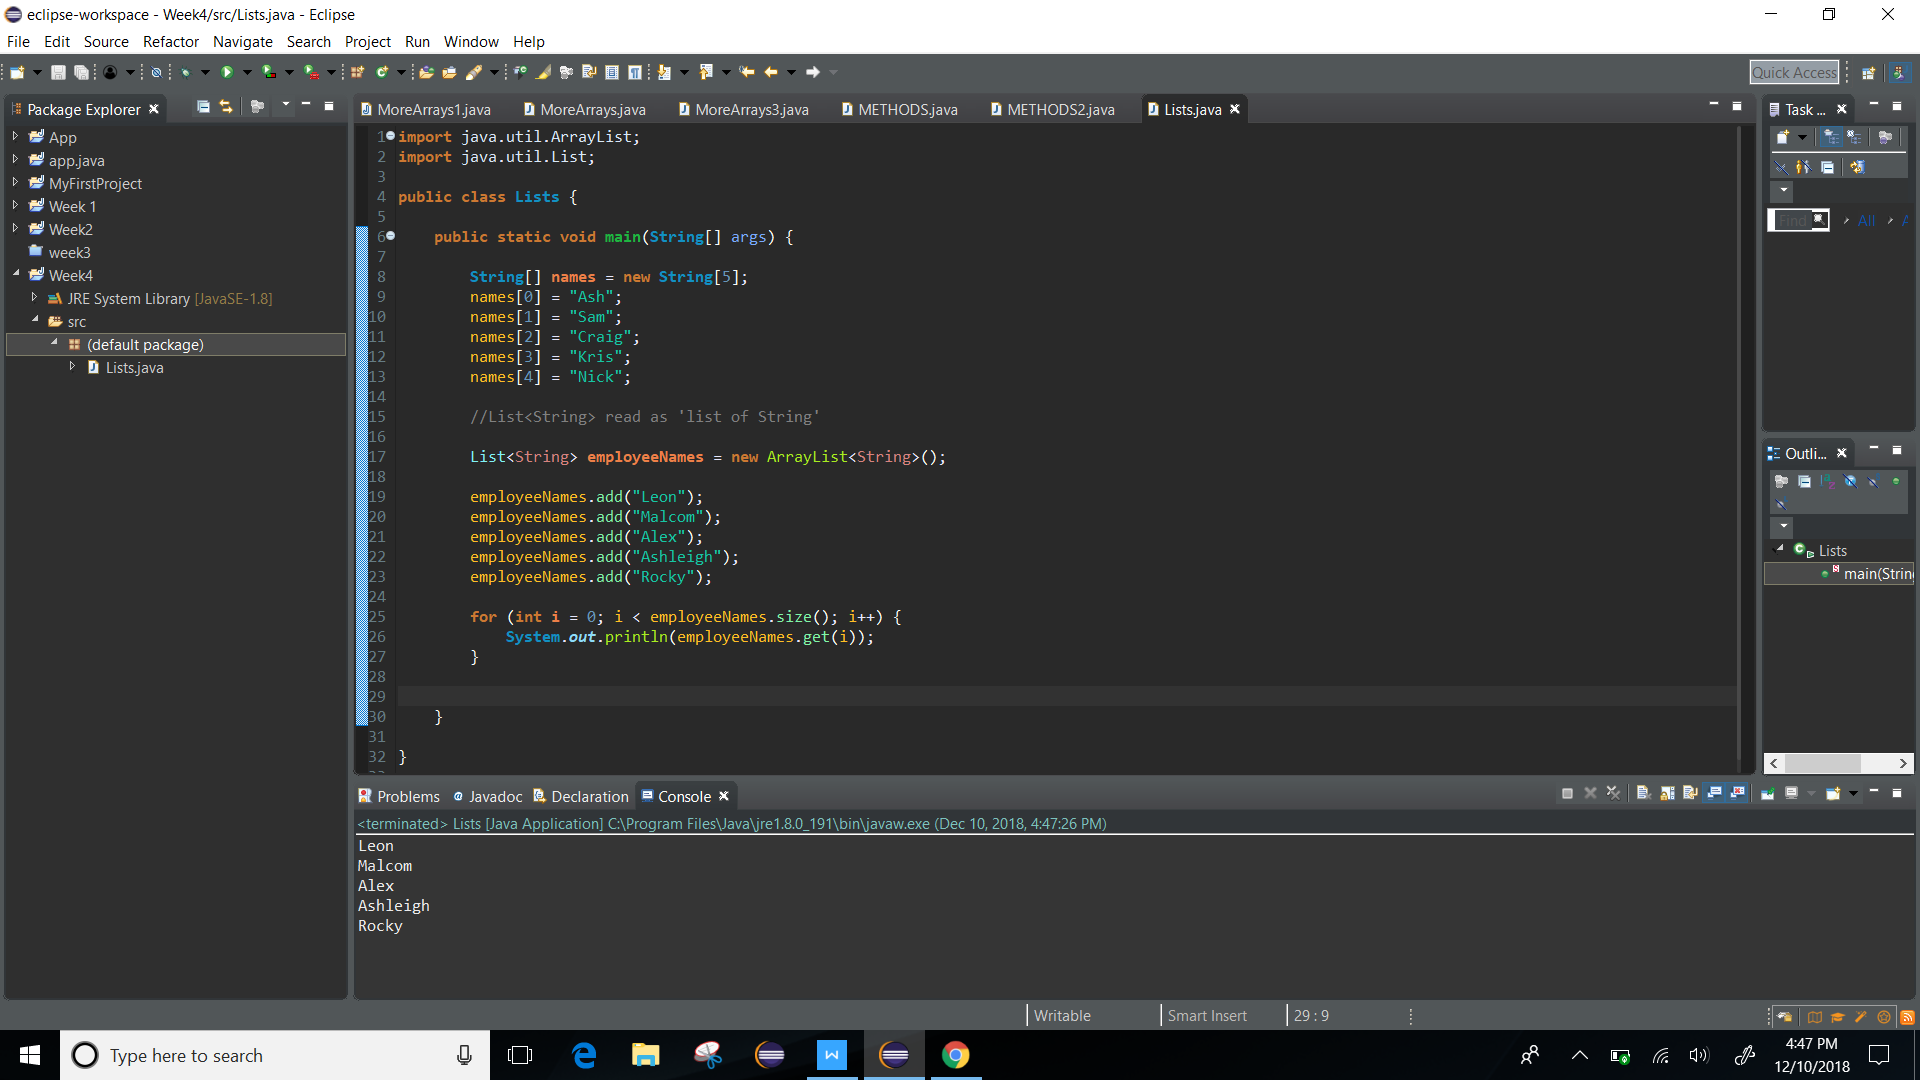 eclipse-workspace - Week4/src/Lists.java - Eclipse
File Edit Source Refactor Navigate Search Project Run Window Help
Quick Access
Package Explorer
MoreArrays1.java MoreArrays.java MoreArrays3.java METHODS.java METHODS2.java Lists.java
Task ...
App
app.java
MyFirstProject
Week 1
Week2
week3
Week4
JRE System Library [JavaSE-1.8]
src
(default package)
Lists.java
1 import java.util.ArrayList;
2 import java.util.List;
3
4 public class Lists {
5
6 public static void main(String[] args) {
7
8 String[] names = new String[5];
9 names[0] = "Ash";
10 names[1] = "Sam";
11 names[2] = "Craig";
12 names[3] = "Kris";
13 names[4] = "Nick";
14
15 //List<String> read as 'list of String'
16
17 List<String> employeeNames = new ArrayList<String>();
18
19 employeeNames.add("Leon");
20 employeeNames.add("Malcom");
21 employeeNames.add("Alex");
22 employeeNames.add("Ashleigh");
23 employeeNames.add("Rocky");
24
25 for (int i = 0; i < employeeNames.size(); i++) {
26 System.out.println(employeeNames.get(i));
27 }
28
29
30 }
31
32 }
Find All
Outli...
Lists
main(Strin
Problems Javadoc Declaration Console
<terminated> Lists [Java Application] C:\Program Files\Java\jre1.8.0_191\bin\javaw.exe (Dec 10, 2018, 4:47:26 PM)
Leon
Malcom
Alex
Ashleigh
Rocky
Writable Smart Insert 29 : 9
Type here to search
4:47 PM
12/10/2018